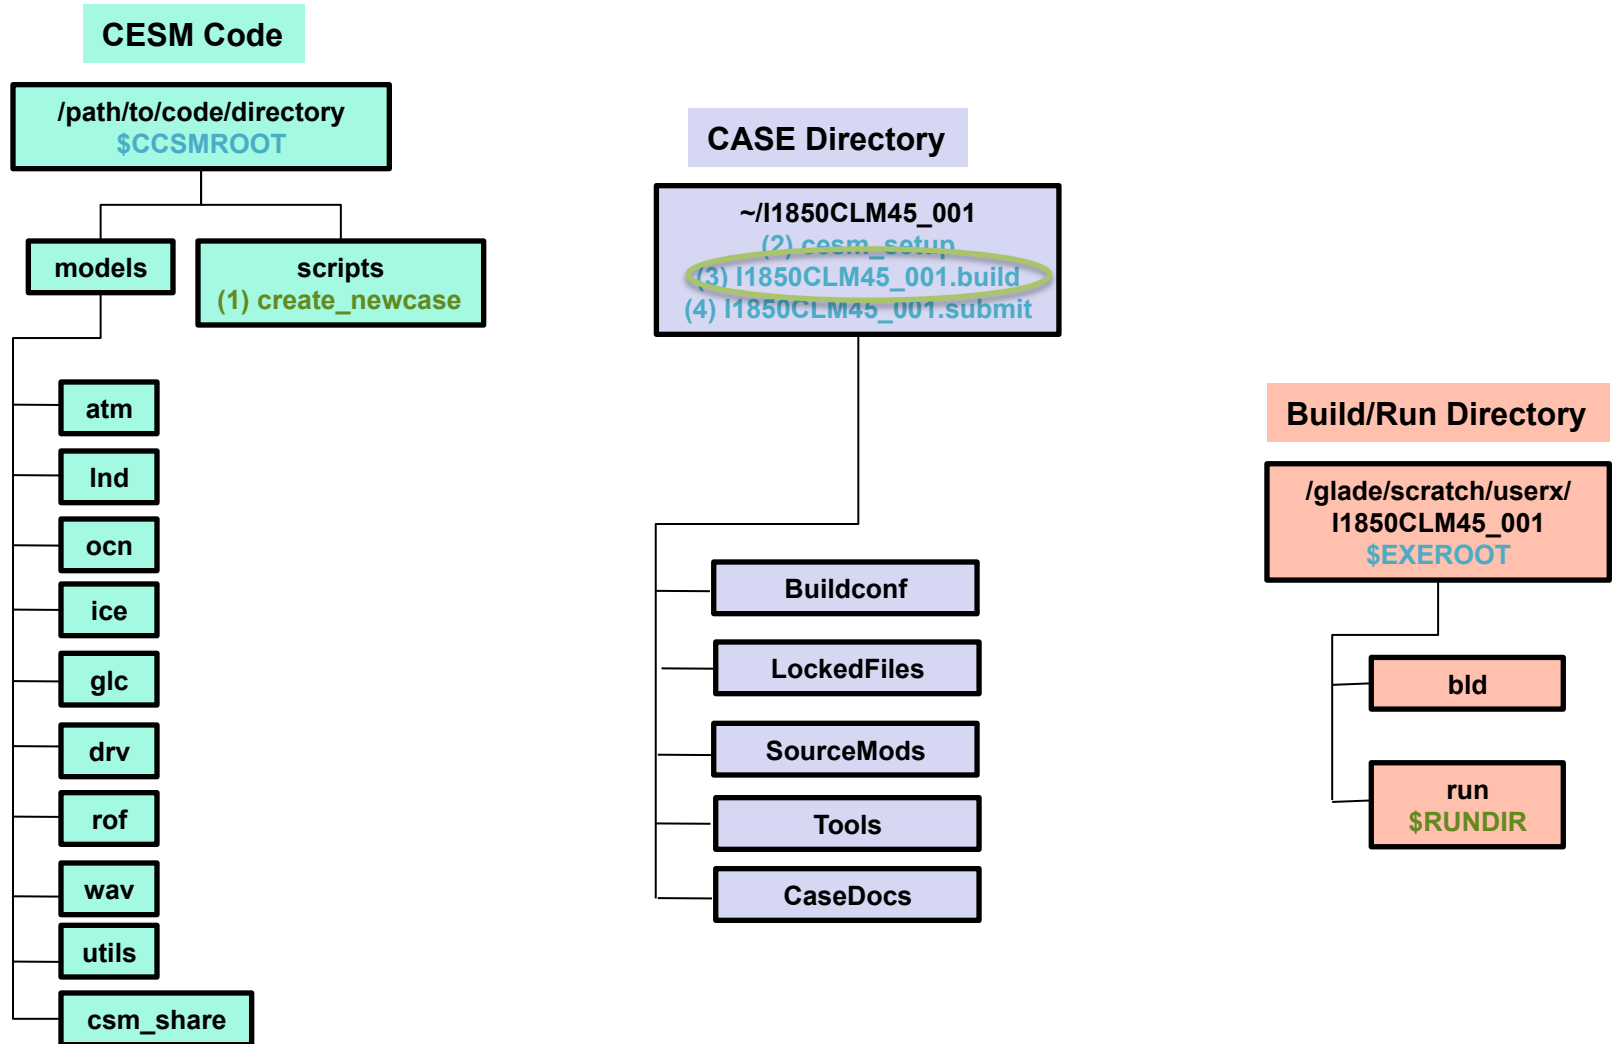 CESM Code
/path/to/code/directory
$CCSMROOT
models
scripts
(1) create_newcase
atm
lnd
ocn
ice
glc
drv
rof
wav
utils
csm_share
CASE Directory
~/I1850CLM45_001
(2) cesm_setup
(3) I1850CLM45_001.build
(4) I1850CLM45_001.submit
Buildconf
LockedFiles
SourceMods
Tools
CaseDocs
Build/Run Directory
/glade/scratch/userx/
I1850CLM45_001
$EXEROOT
bld
run
$RUNDIR